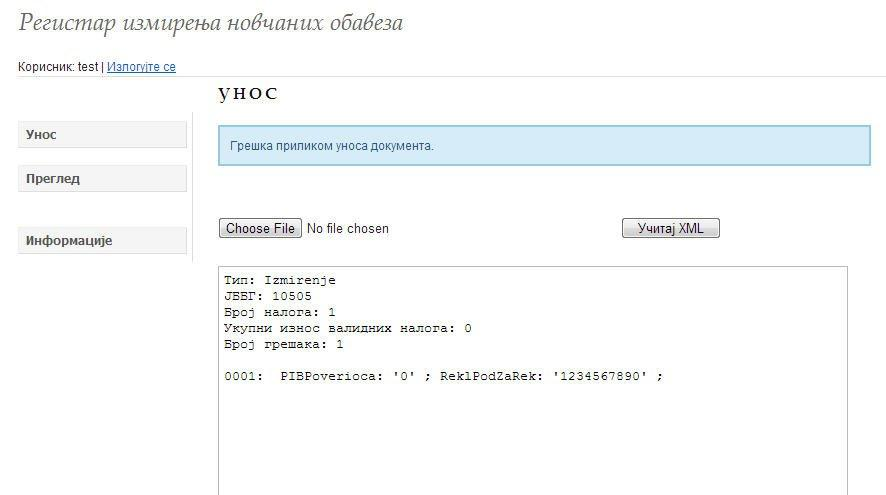 Регистар измирења новчаних обавеза
Корисник: test | Излогујте се
унос
Унос
Грешка приликом уноса документа.
Преглед
Choose File No file chosen Учитај XML
Информације
Тип: Izmirenje
ЈББГ: 10505
Број налога: 1
Укупни износ валидних налога: 0
Број грешака: 1
0001: PIBPoverioca: '0' ; ReklPodZaRek: '1234567890' ;